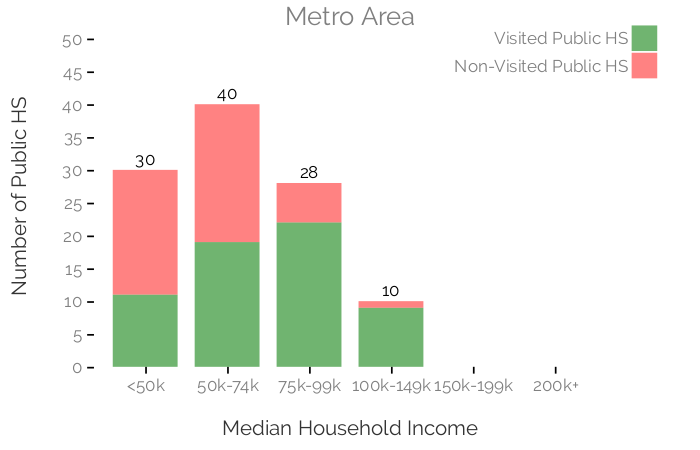 Metro Area
Visited Public HS
Non-Visited Public HS
Number of Public HS
50
45
40
35
30
25
20
15
10
5
0
30
40
28
10
<50k
50k-74k
75k-99k
100k-149k
150k-199k
200k+
Median Household Income